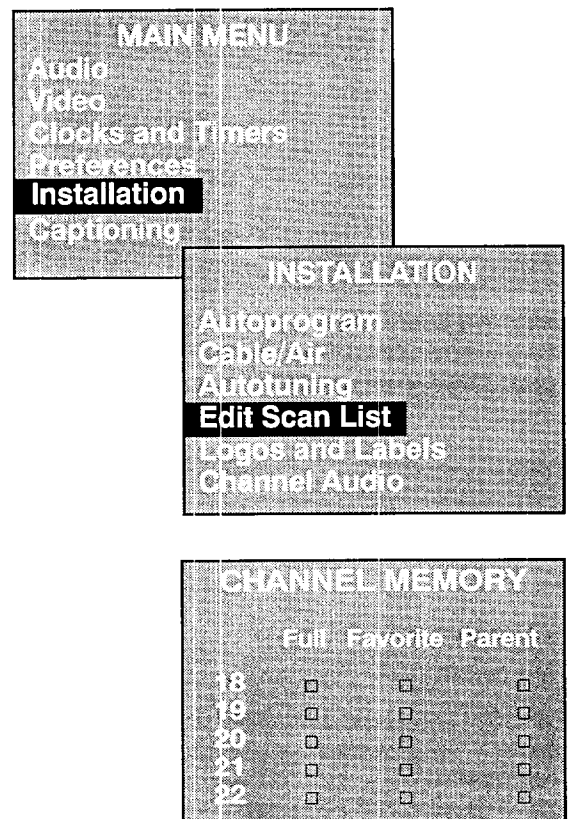 MAIN MENU
Audio
Video
Clocks and Timers
Preferences
Installation
Captioning
INSTALLATION
Autoprogram
Cable/Air
Autotuning
Edit Scan List
Logos and Labels
Channel Audio
CHANNEL MEMORY
Full Favorite Parent
18
19
20
21
22